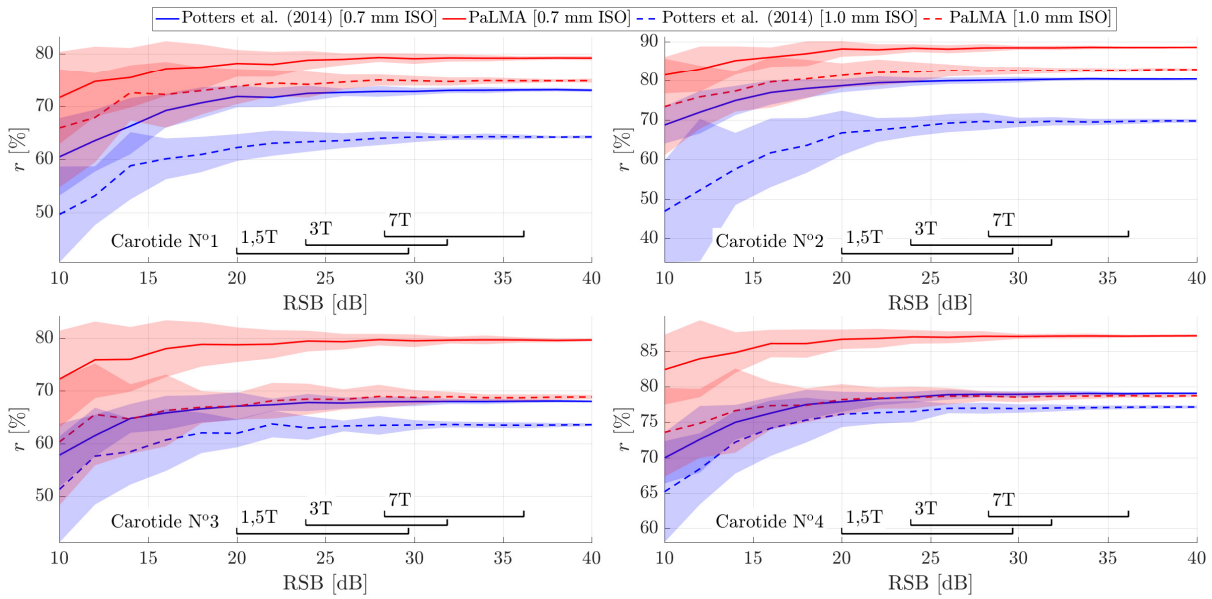 Potters et al. (2014) [0.7 mm ISO] PaLMA [0.7 mm ISO] Potters et al. (2014) [1.0 mm ISO] PaLMA [1.0 mm ISO]
80
70
60
50
r [%]
Carotide Nº1
1,5T
3T
7T
10 15 20 25 30 35 40
RSB [dB]
90
80
70
60
50
40
r [%]
Carotide Nº2
1,5T
3T
7T
10 15 20 25 30 35 40
RSB [dB]
80
70
60
50
r [%]
Carotide Nº3
1,5T
3T
7T
10 15 20 25 30 35 40
RSB [dB]
85
80
75
70
65
60
r [%]
Carotide Nº4
1,5T
3T
7T
10 15 20 25 30 35 40
RSB [dB]